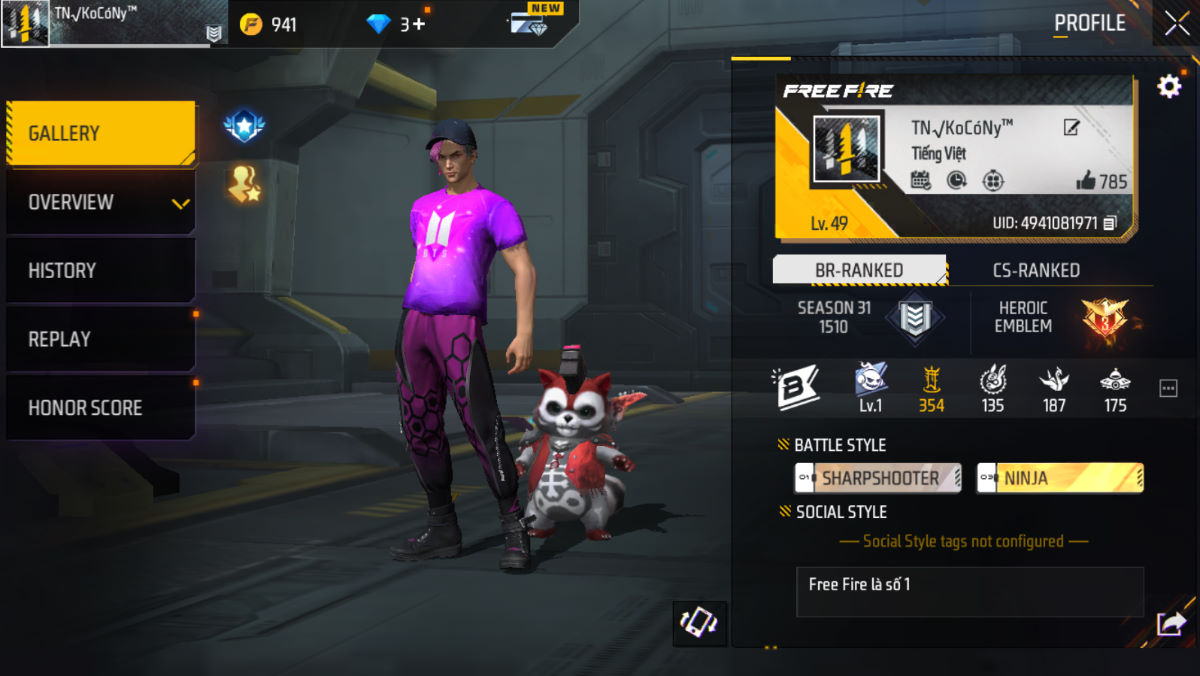 TN√KoCóNy™
941
3+
NEW
PROFILE
GALLERY
OVERVIEW
HISTORY
REPLAY
HONOR SCORE
BTS
FREE FIRE
TN√KoCóNy™
Tiếng Việt
785
Lv. 49
UID: 4941081971
BR-RANKED
CS-RANKED
SEASON 31
1510
HEROIC
EMBLEM
3
B
Lv.1
354
135
187
175
BATTLE STYLE
SHARPSHOOTER
NINJA
SOCIAL STYLE
Social Style tags not configured
Free Fire là số 1